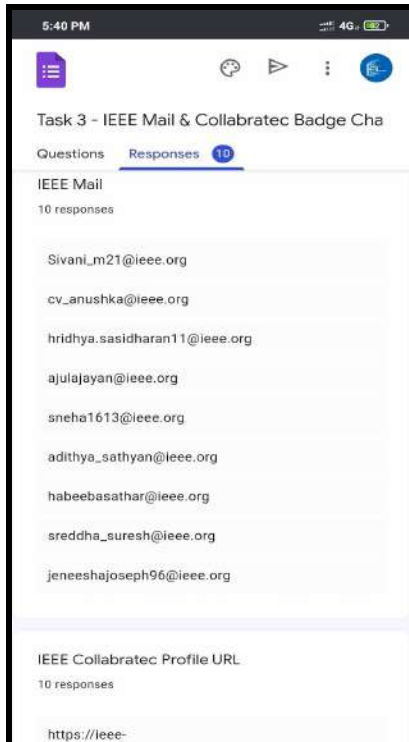 5:40 PM
4G
Task 3 - IEEE Mail & Collabratec Badge Cha
Questions Responses 10
IEEE Mail
10 responses
Sivani_m21@ieee.org
cv_anushka@ieee.org
hridhya.sasidharan11@ieee.org
ajulajayan@ieee.org
sneha1613@ieee.org
adithya_sathyan@ieee.org
habeebasathar@ieee.org
sreddha_suresh@ieee.org
jeneeshajoseph96@ieee.org
IEEE Collabratec Profile URL
10 responses
https://ieee-